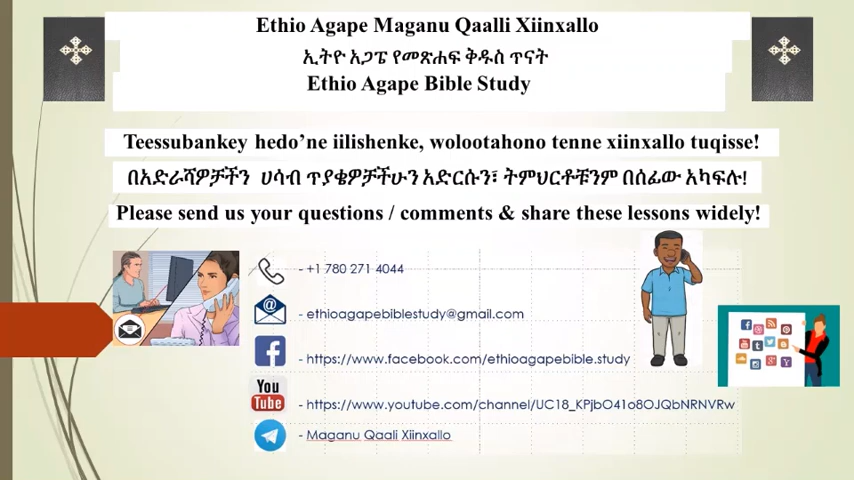 Ethio Agape Maganu Qaalli Xiinxallo
ኢትዮ አጋፔ የመጽሐፍ ቅዱስ ጥናት
Ethio Agape Bible Study
Teessubankey hedo’ne iilishenke, wolootahono tenne xiinxallo tuqisse!
በአድራሻዎቻችን ሀሳብ ጥያቄዎቻችሁን አድርሱን፣ ትምህርቶቹንም በሰፊው አካፍሉ!
Please send us your questions / comments & share these lessons widely!
- +1 780 271 4044
- ethioagapebiblestudy@gmail.com
- https://www.facebook.com/ethioagapebible.study
You
Tube
- https://www.youtube.com/channel/UC18_KPjbO41o8OJQbNRNVRw
- Maganu Qaali Xiinxallo